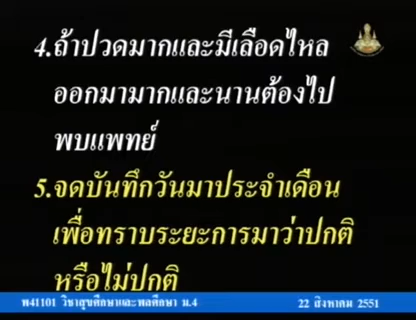 4.ถ้าปวดมากและมีเลือดไหล
ออกมามากและนานต้องไป
พบแพทย์
5.จดบันทึกวันมาประจำเดือน
เพื่อทราบระยะการมาว่าปกติ
หรือไม่ปกติ
พ41101 วิชาสุขศึกษาและพลศึกษา ม.4 22 สิงหาคม 2551